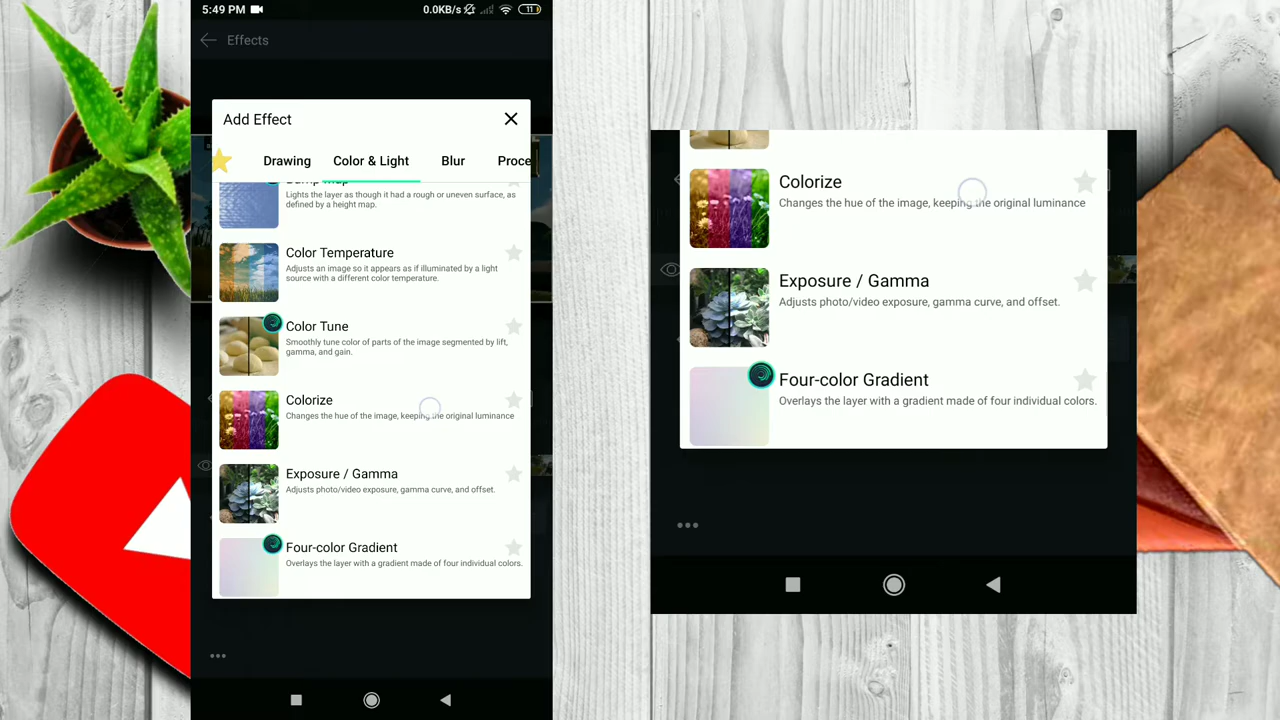 5:49 PM
0.0KB/s
11
Effects
Add Effect
Drawing
Color & Light
Blur
Proce
Bump Map
Lights the layer as though it had a rough or uneven surface, as
defined by a height map.
Color Temperature
Adjusts an image so it appears as if illuminated by a light
source with a different color temperature.
Color Tune
Smoothly tune color of parts of the image segmented by lift,
gamma, and gain.
Colorize
Changes the hue of the image, keeping the original luminance
Exposure / Gamma
Adjusts photo/video exposure, gamma curve, and offset.
Four-color Gradient
Overlays the layer with a gradient made of four individual colors.
Colorize
Changes the hue of the image, keeping the original luminance
Exposure / Gamma
Adjusts photo/video exposure, gamma curve, and offset.
Four-color Gradient
Overlays the layer with a gradient made of four individual colors.